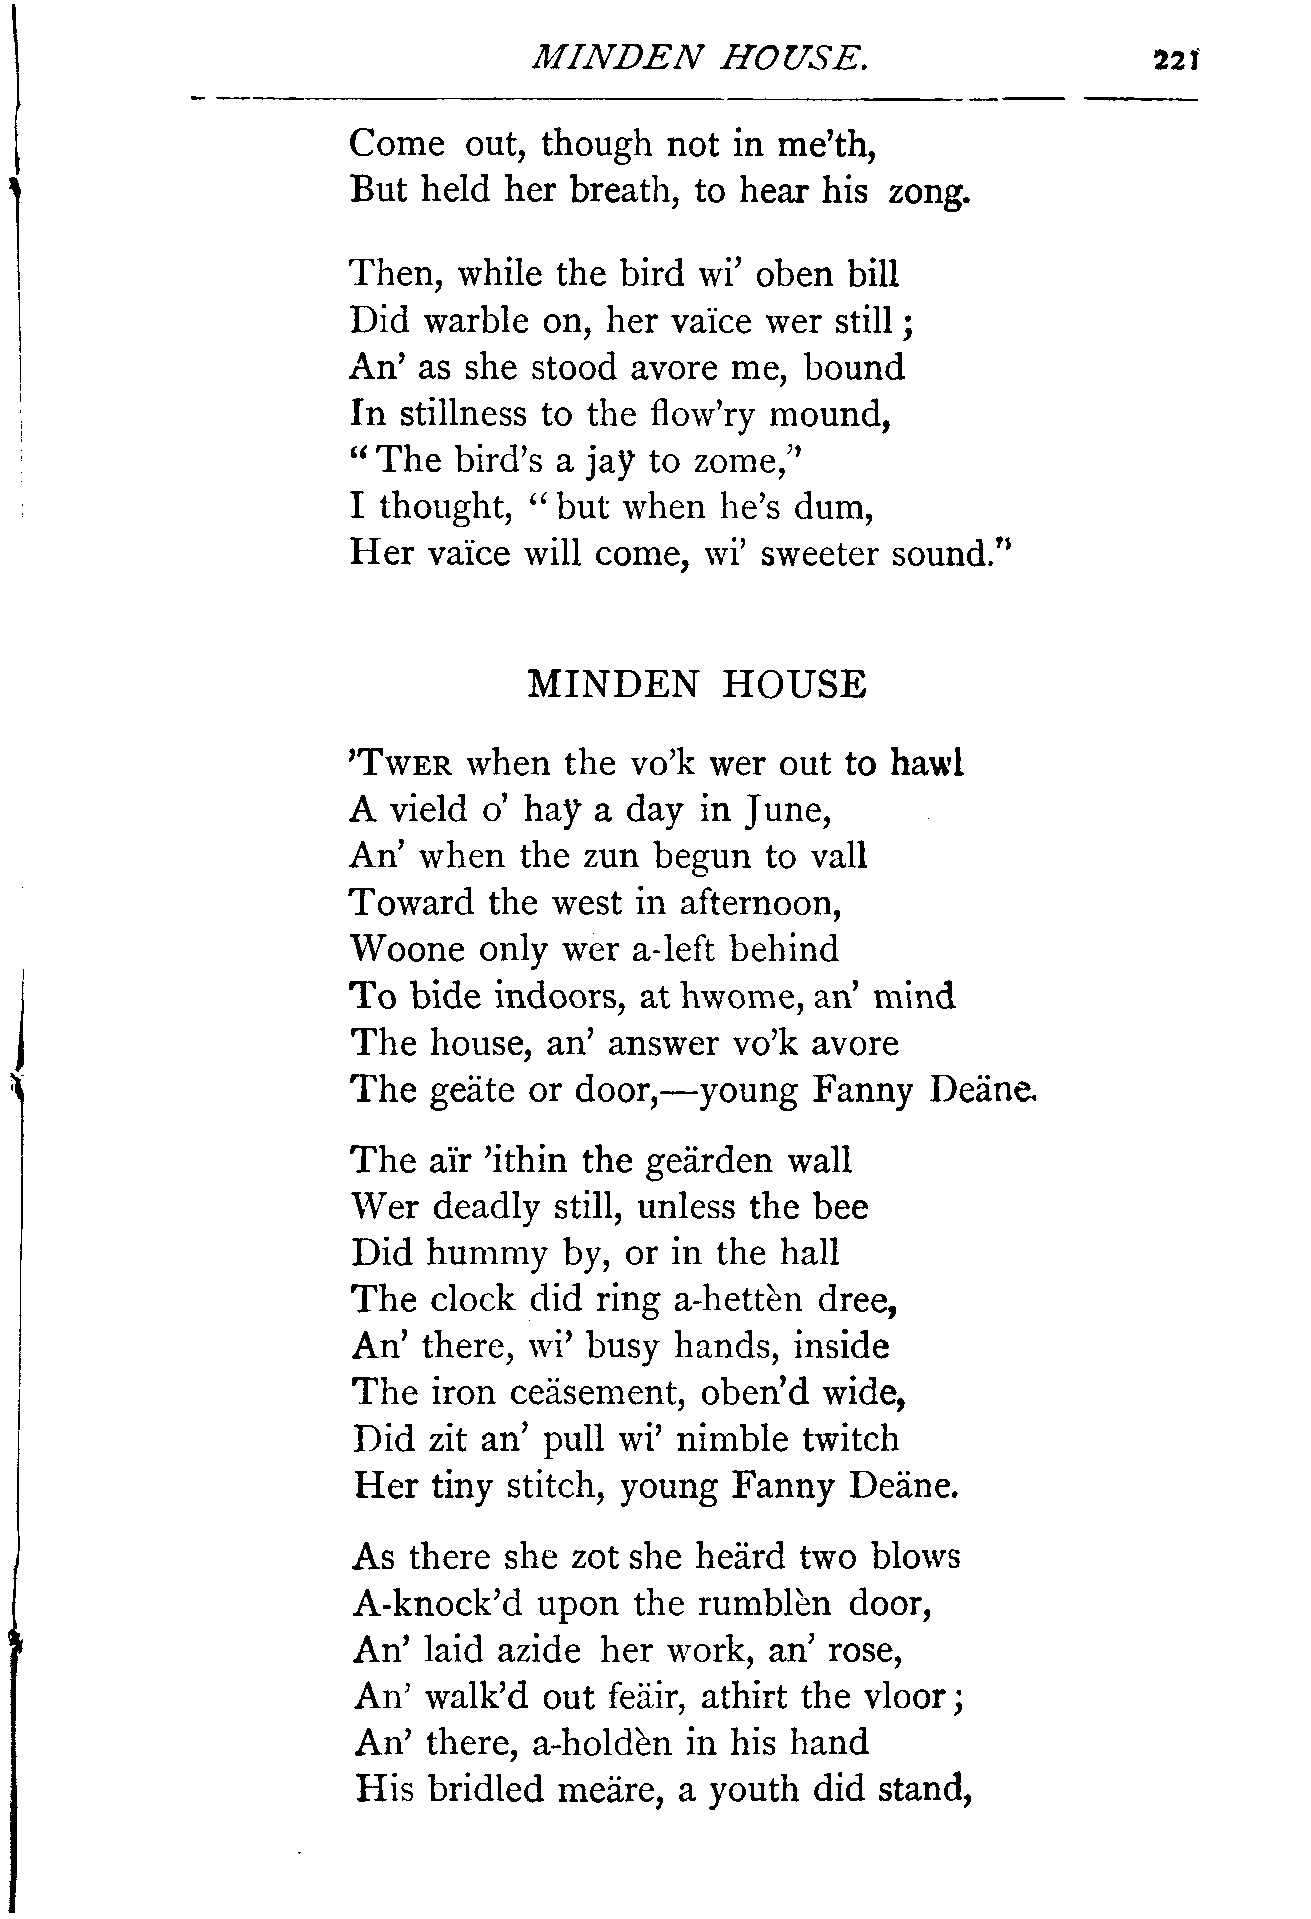 MINDEN HOUSE. 221
Come out, though not in me'th,
But held her breath, to hear his zong.
Then, while the bird wi' oben bill
Did warble on, her vaïce wer still;
An' as she stood avore me, bound
In stillness to the flow'ry mound,
"The bird's a jaÿ to zome,"
I thought, "but when he's dum,
Her vaïce will come, wi' sweeter sound."
MINDEN HOUSE
'TWER when the vo'k wer out to hawl
A vield o' haÿ a day in June,
An' when the zun begun to vall
Toward the west in afternoon,
Woone only wer a-left behind
To bide indoors, at hwome, an' mind
The house, an' answer vo'k avore
The geäte or door,—young Fanny Deäne.
The aïr 'ithin the geärden wall
Wer deadly still, unless the bee
Did hummy by, or in the hall
The clock did ring a-hettèn dree,
An' there, wi' busy hands, inside
The iron ceäsement, oben'd wide,
Did zit an' pull wi' nimble twitch
Her tiny stitch, young Fanny Deäne.
As there she zot she heärd two blows
A-knock'd upon the rumblèn door,
An' laid azide her work, an' rose,
An' walk'd out feäir, athirt the vloor;
An' there, a-holdèn in his hand
His bridled meäre, a youth did stand,